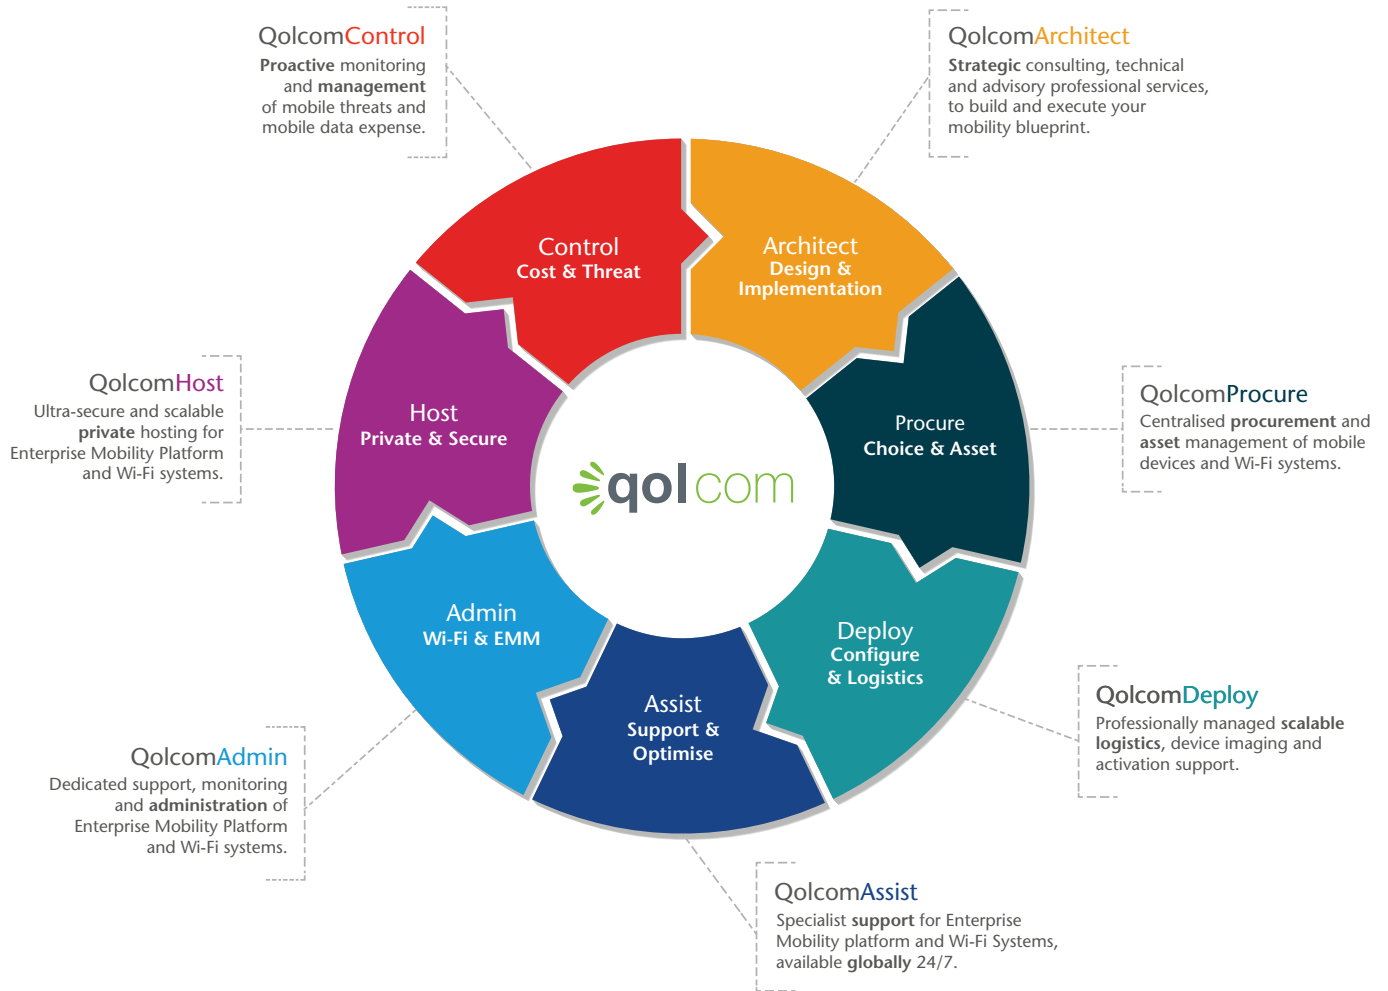 QolcomControl
Proactive monitoring
and management
of mobile threats and
mobile data expense.
QolcomArchitect
Strategic consulting, technical
and advisory professional services,
to build and execute your
mobility blueprint.
Control
Cost & Threat
Architect
Design &
Implementation
QolcomHost
Ultra-secure and scalable
private hosting for
Enterprise Mobility Platform
and Wi-Fi systems.
Host
Private & Secure
Procure
Choice & Asset
QolcomProcure
Centralised procurement and
asset management of mobile
devices and Wi-Fi systems.
qolcom
Admin
Wi-Fi & EMM
Deploy
Configure
& Logistics
Assist
Support &
Optimise
QolcomDeploy
Professionally managed scalable
logistics, device imaging and
activation support.
QolcomAdmin
Dedicated support, monitoring
and administration of
Enterprise Mobility Platform
and Wi-Fi systems.
QolcomAssist
Specialist support for Enterprise
Mobility platform and Wi-Fi Systems,
available globally 24/7.